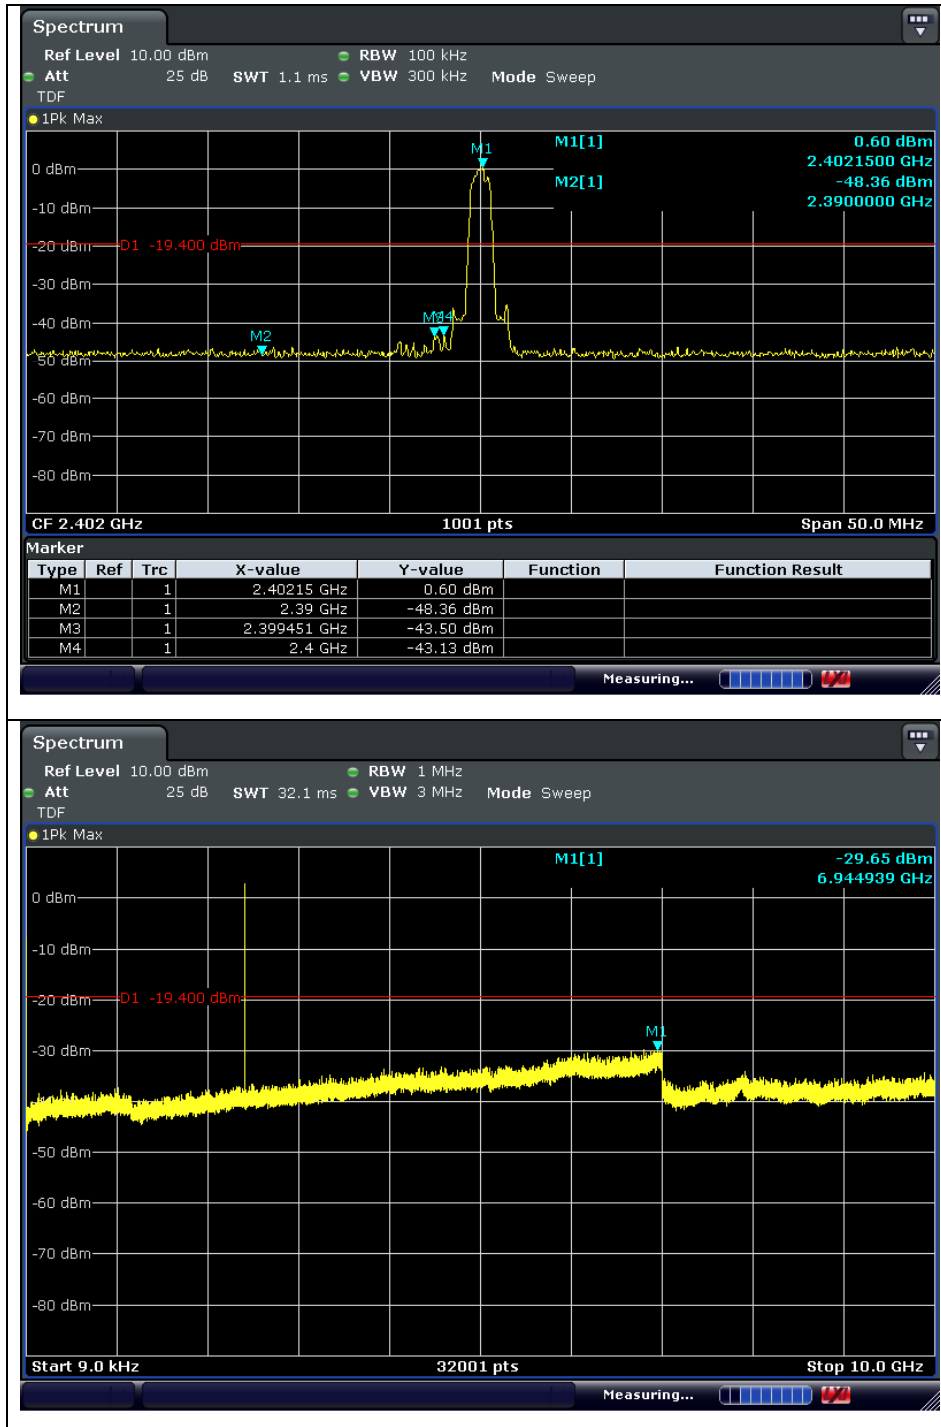 Spectrum
Ref Level 10.00 dBm RBW 100 kHz
Att 25 dB SWT 1.1 ms VBW 300 kHz Mode Sweep
TDF
1Pk Max
M1[1] 0.60 dBm
2.4021500 GHz
M2[1] -48.36 dBm
2.3900000 GHz
M1
0 dBm
-10 dBm
-20 dBm
D1 -19.400 dBm
-30 dBm
-40 dBm
M3 M4
M2
-50 dBm
-60 dBm
-70 dBm
-80 dBm
CF 2.402 GHz 1001 pts Span 50.0 MHz
Marker
Type Ref Trc X-value Y-value Function Function Result
M1 1 2.40215 GHz 0.60 dBm
M2 1 2.39 GHz -48.36 dBm
M3 1 2.399451 GHz -43.50 dBm
M4 1 2.4 GHz -43.13 dBm
Measuring...
Spectrum
Ref Level 10.00 dBm RBW 1 MHz
Att 25 dB SWT 32.1 ms VBW 3 MHz Mode Sweep
TDF
1Pk Max
M1[1] -29.65 dBm
6.944939 GHz
0 dBm
-10 dBm
-20 dBm
D1 -19.400 dBm
M1
-30 dBm
-50 dBm
-60 dBm
-70 dBm
-80 dBm
Start 9.0 kHz 32001 pts Stop 10.0 GHz
Measuring...